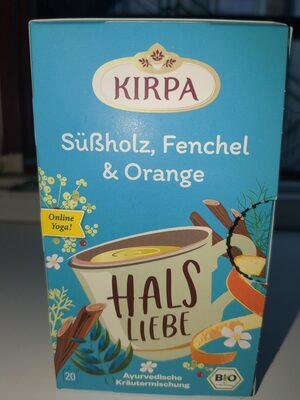 KIRPA
Süßholz, Fenchel
& Orange
Online
Yoga!
HALS
LIEBE
20
Ayurvedische
Kräutermischung
BIO